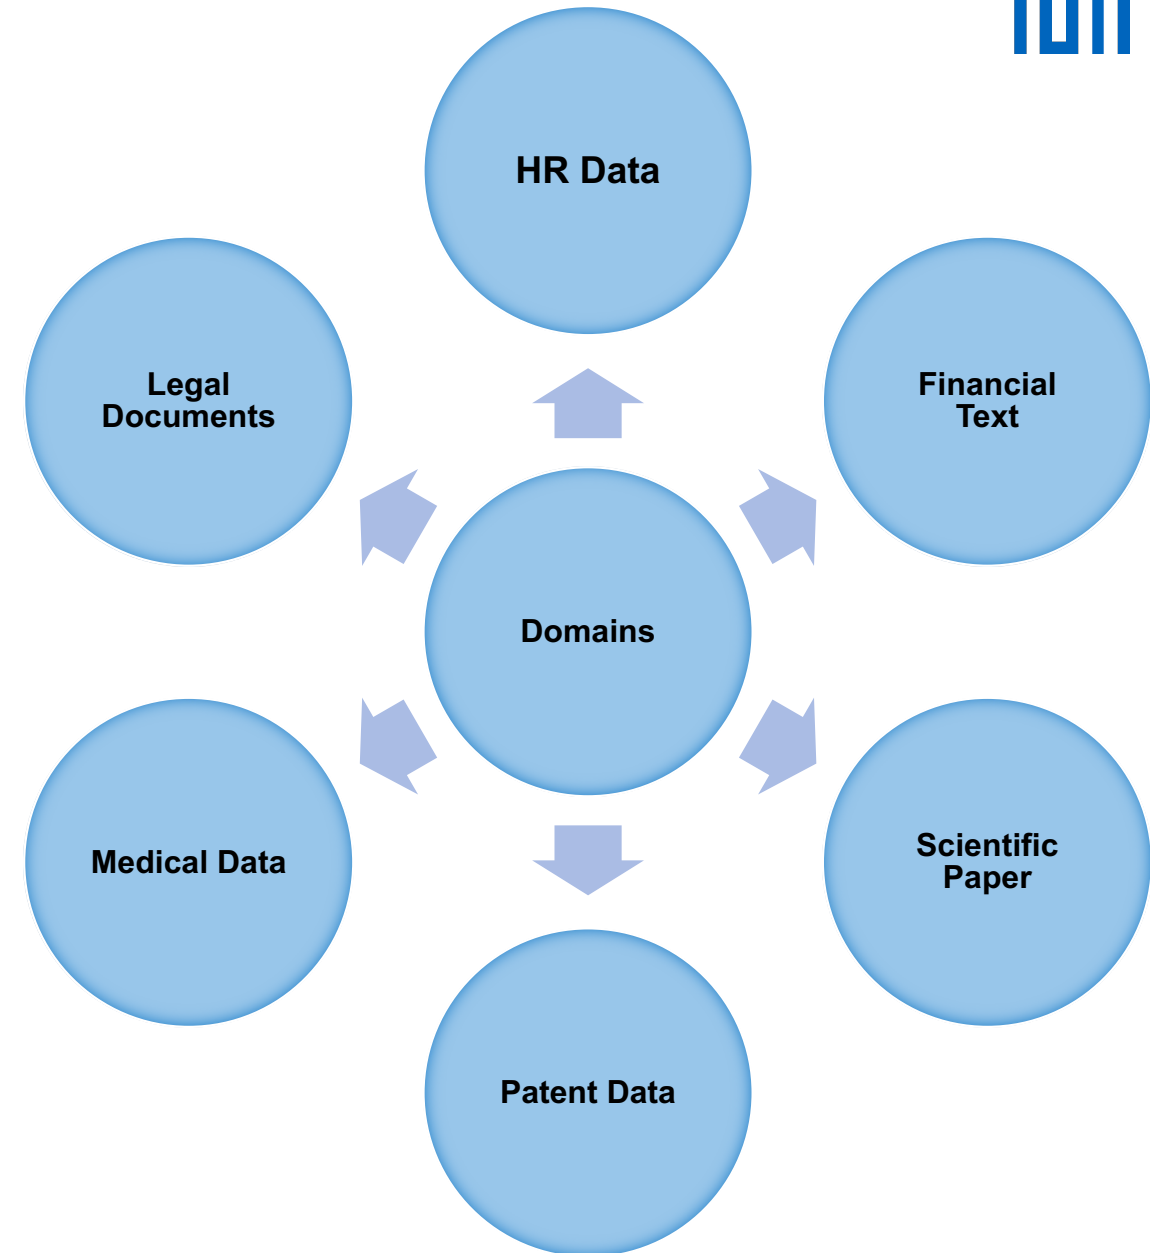 HR Data
Legal
Documents
Financial
Text
Domains
Medical Data
Scientific
Paper
Patent Data